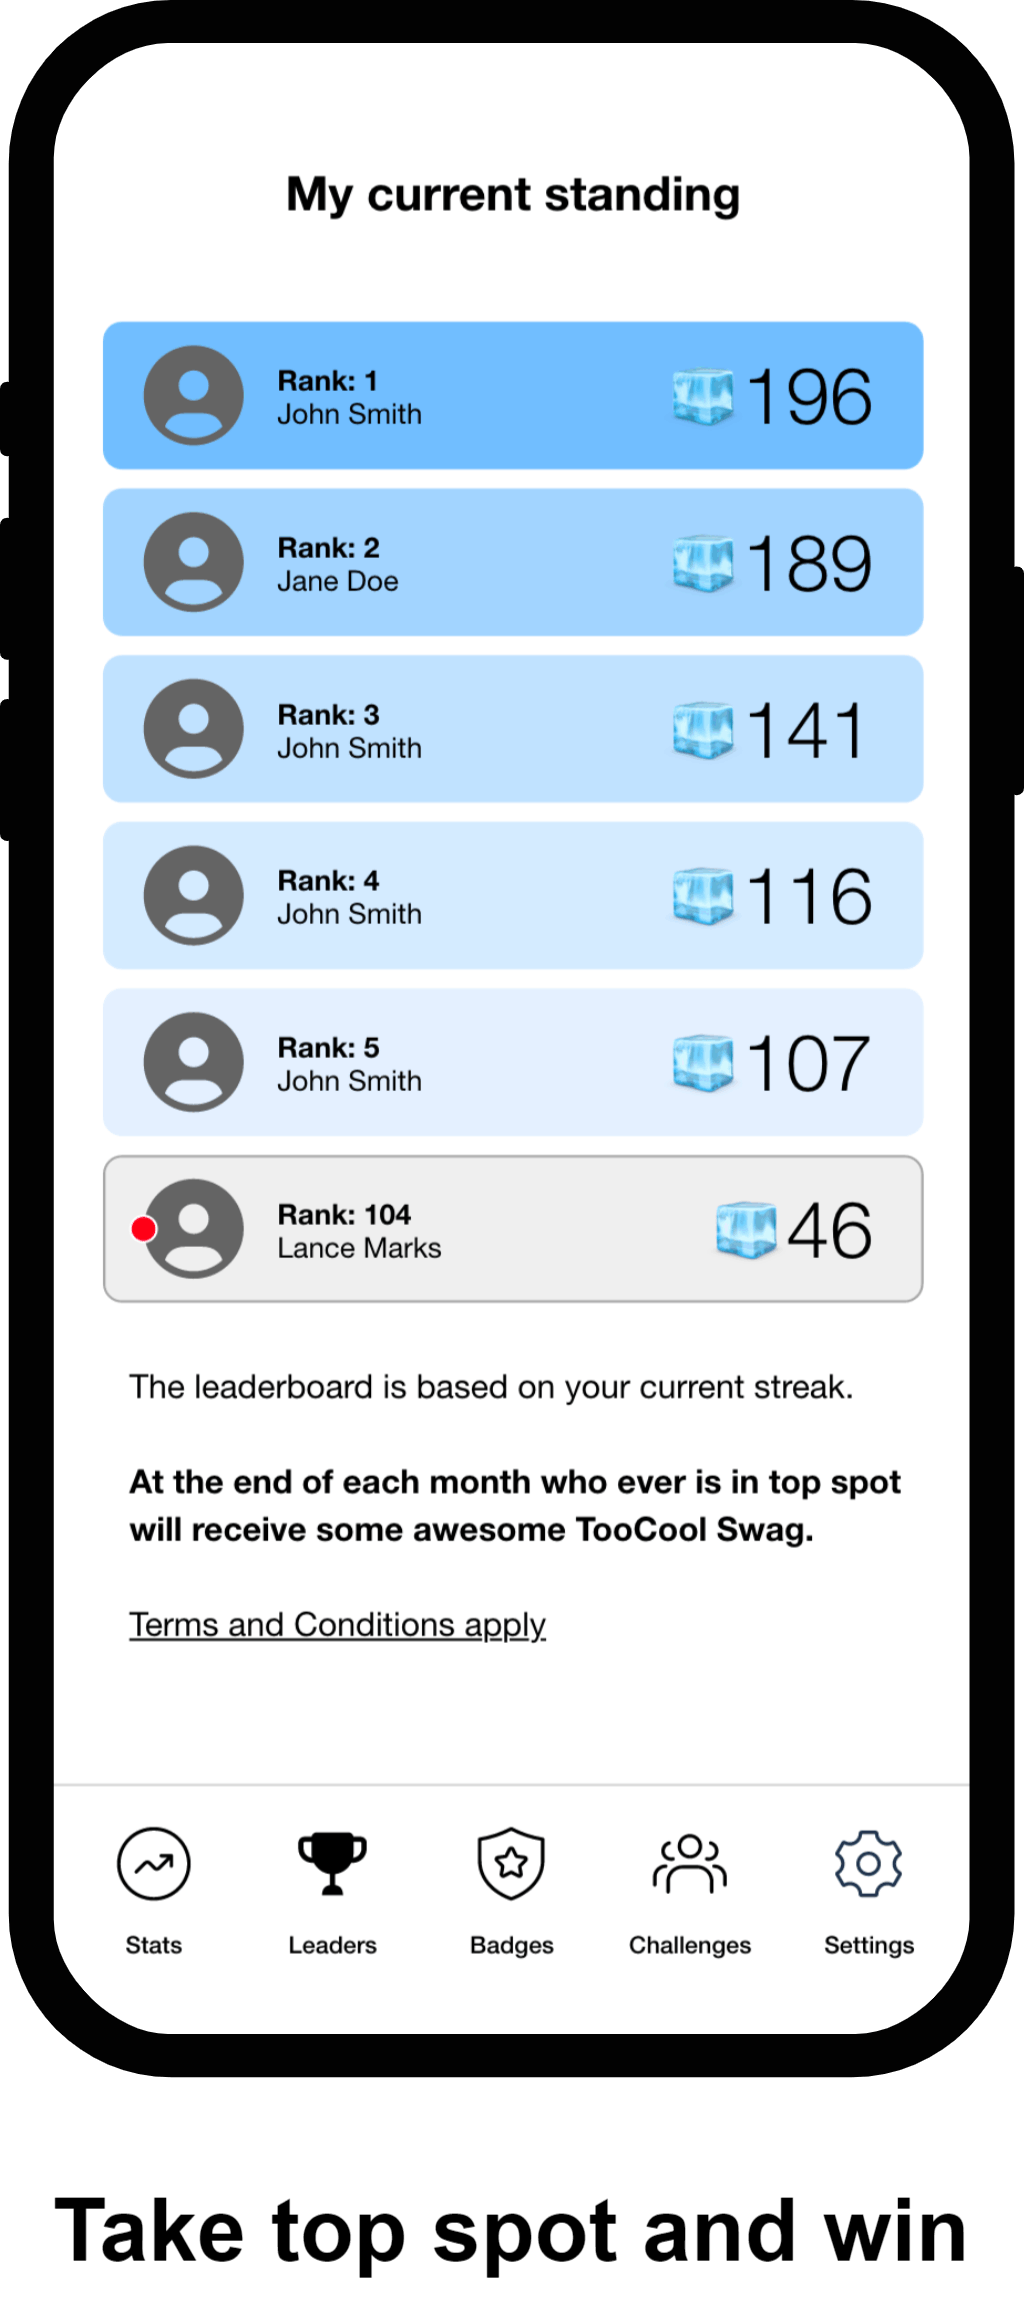 My current standing
Rank: 1
John Smith
196
Rank: 2
Jane Doe
189
Rank: 3
John Smith
141
Rank: 4
John Smith
116
Rank: 5
John Smith
107
Rank: 104
Lance Marks
46
The leaderboard is based on your current streak.
At the end of each month who ever is in top spot
will receive some awesome TooCool Swag.
Terms and Conditions apply
Stats
Leaders
Badges
Challenges
Settings
Take top spot and win